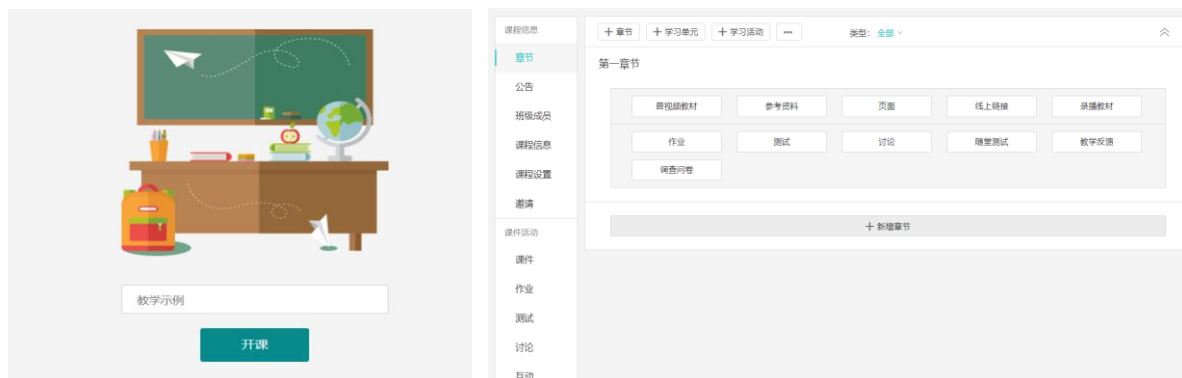 教学示例
开课
课程信息
章节
公告
班级成员
课程信息
课程设置
邀请
课件活动
课件
作业
测试
讨论
互动
+ 章节 + 学习单元 + 学习活动 ··· 类型: 全部
第一章节
音视频教材 参考资料 页面 线上链接 录播教材
作业 测试 讨论 随堂测试 教学反馈
调查问卷
+ 新增章节